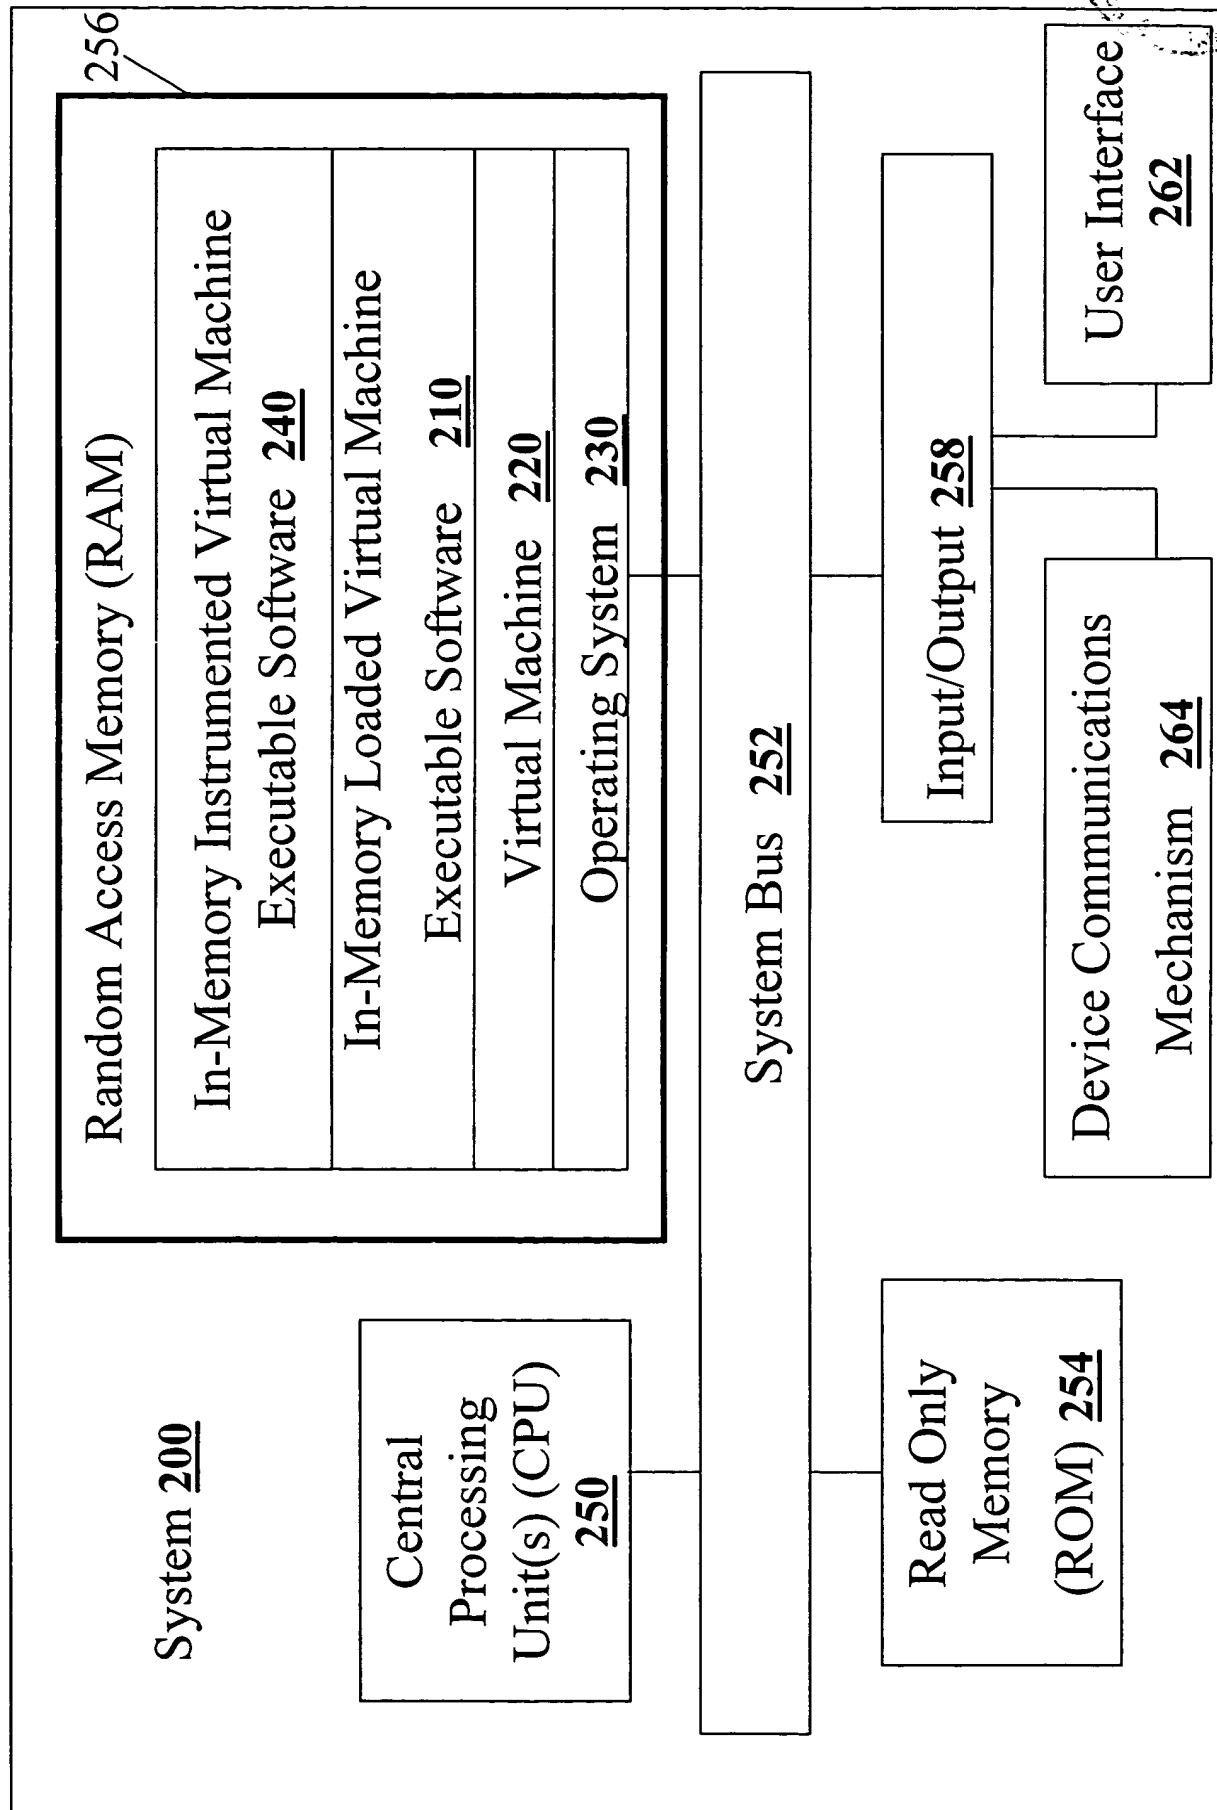 System 200
256
Random Access Memory (RAM)
In-Memory Instrumented Virtual Machine
Executable Software 240
In-Memory Loaded Virtual Machine
Executable Software 210
Virtual Machine 220
Operating System 230
Central
Processing
Unit(s) (CPU)
250
System Bus 252
Read Only
Memory
(ROM) 254
Input/Output 258
Device Communications
Mechanism 264
User Interface
262